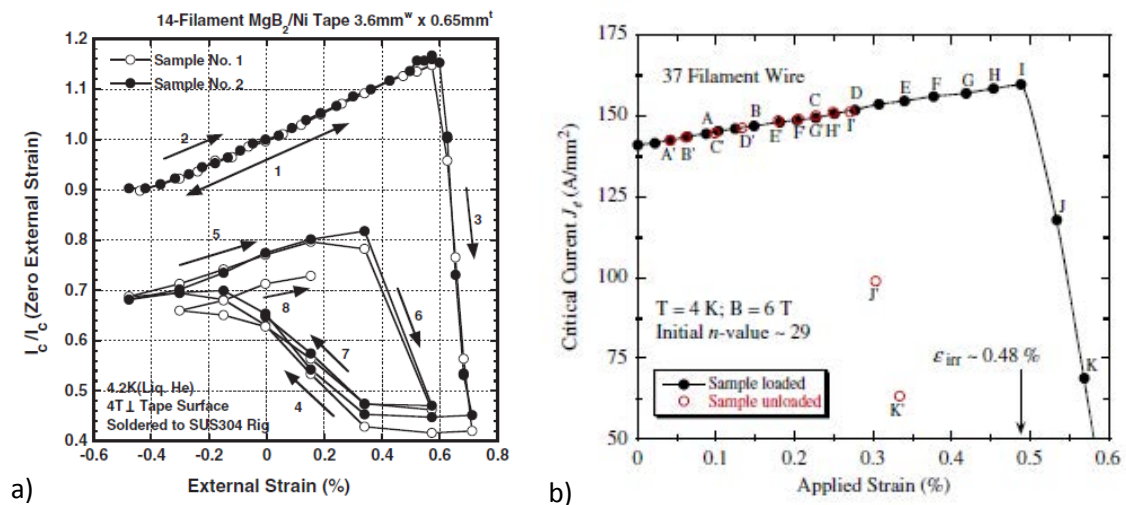 14-Filament MgB2/Ni Tape 3.6mmʷ x 0.65mmᵗ
Ic/Ic (Zero External Strain)
1.2
1.1
1.0
0.9
0.8
0.7
0.6
0.5
0.4
Sample No. 1
Sample No. 2
2
1
3
5
6
8
7
4
4.2K(Liq. He)
4T⊥ Tape Surface
Soldered to SUS304 Rig
-0.6 -0.4 -0.2 0 0.2 0.4 0.6 0.8
External Strain (%)
a)
Critical Current Je (A/mm²)
175
150
125
100
75
50
37 Filament Wire
A B C D E F G H I
A' B' C' D' E' F' G' H' I'
J
J'
K
K'
T = 4 K; B = 6 T
Initial n-value ~ 29
εirr ~ 0.48 %
Sample loaded
Sample unloaded
0 0.1 0.2 0.3 0.4 0.5 0.6
Applied Strain (%)
b)